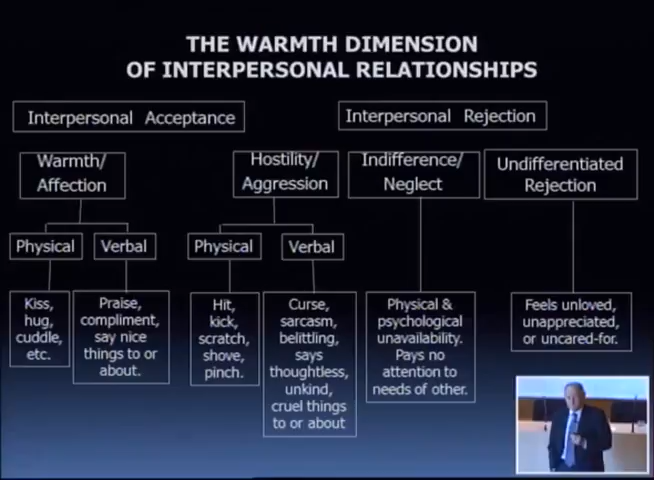 THE WARMTH DIMENSION
OF INTERPERSONAL RELATIONSHIPS
Interpersonal Acceptance
Interpersonal Rejection
Warmth/
Affection
Hostility/
Aggression
Indifference/
Neglect
Undifferentiated
Rejection
Physical
Verbal
Physical
Verbal
Kiss,
hug,
cuddle,
etc.
Praise,
compliment,
say nice
things to or
about.
Hit,
kick,
scratch,
shove,
pinch.
Curse,
sarcasm,
belittling,
says
thoughtless,
unkind,
cruel things
to or about
Physical &
psychological
unavailability.
Pays no
attention to
needs of other.
Feels unloved,
unappreciated,
or uncared-for.